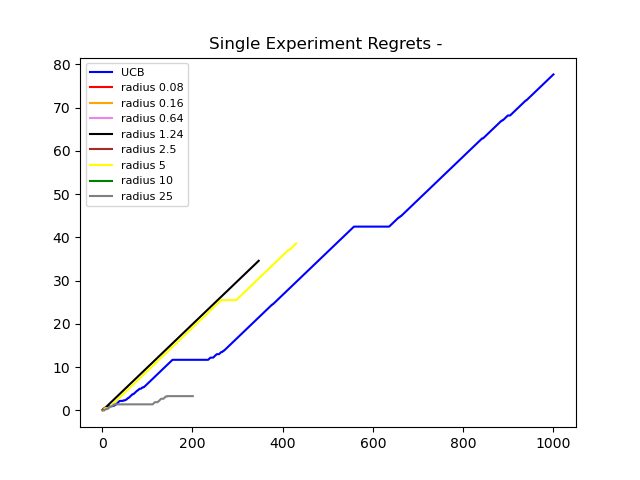 Single Experiment Regrets -
80
70
60
50
40
30
20
10
0
UCB
radius 0.08
radius 0.16
radius 0.64
radius 1.24
radius 2.5
radius 5
radius 10
radius 25
0 200 400 600 800 1000